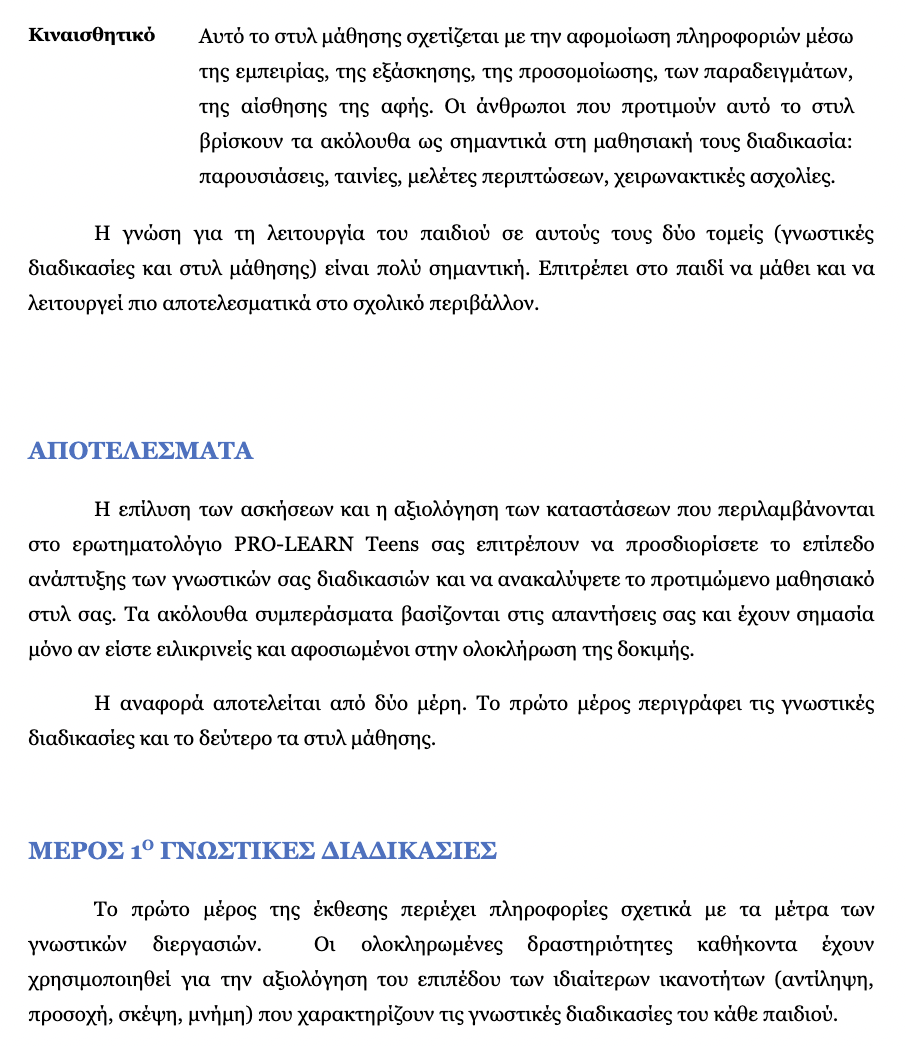 Κιναισθητικό Αυτό το στυλ μάθησης σχετίζεται με την αφομοίωση πληροφοριών μέσω
της εμπειρίας, της εξάσκησης, της προσομοίωσης, των παραδειγμάτων,
της αίσθησης της αφής. Οι άνθρωποι που προτιμούν αυτό το στυλ
βρίσκουν τα ακόλουθα ως σημαντικά στη μαθησιακή τους διαδικασία:
παρουσιάσεις, ταινίες, μελέτες περιπτώσεων, χειρωνακτικές ασχολίες.
Η γνώση για τη λειτουργία του παιδιού σε αυτούς τους δύο τομείς (γνωστικές
διαδικασίες και στυλ μάθησης) είναι πολύ σημαντική. Επιτρέπει στο παιδί να μάθει και να
λειτουργεί πιο αποτελεσματικά στο σχολικό περιβάλλον.
ΑΠΟΤΕΛΕΣΜΑΤΑ
Η επίλυση των ασκήσεων και η αξιολόγηση των καταστάσεων που περιλαμβάνονται
στο ερωτηματολόγιο PRO-LEARN Teens σας επιτρέπουν να προσδιορίσετε το επίπεδο
ανάπτυξης των γνωστικών σας διαδικασιών και να ανακαλύψετε το προτιμώμενο μαθησιακό
στυλ σας. Τα ακόλουθα συμπεράσματα βασίζονται στις απαντήσεις σας και έχουν σημασία
μόνο αν είστε ειλικρινείς και αφοσιωμένοι στην ολοκλήρωση της δοκιμής.
Η αναφορά αποτελείται από δύο μέρη. Το πρώτο μέρος περιγράφει τις γνωστικές
διαδικασίες και το δεύτερο τα στυλ μάθησης.
ΜΕΡΟΣ 1Ο ΓΝΩΣΤΙΚΕΣ ΔΙΑΔΙΚΑΣΙΕΣ
Το πρώτο μέρος της έκθεσης περιέχει πληροφορίες σχετικά με τα μέτρα των
γνωστικών διεργασιών. Οι ολοκληρωμένες δραστηριότητες καθήκοντα έχουν
χρησιμοποιηθεί για την αξιολόγηση του επιπέδου των ιδιαίτερων ικανοτήτων (αντίληψη,
προσοχή, σκέψη, μνήμη) που χαρακτηρίζουν τις γνωστικές διαδικασίες του κάθε παιδιού.